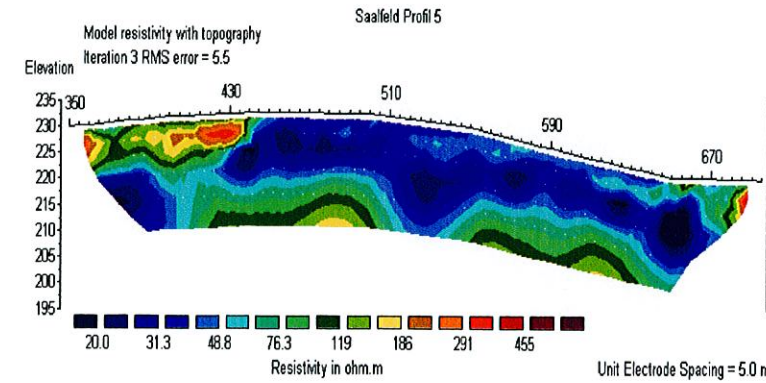 Saalfeld Profil 5
Model resistivity with topography
Iteration 3 RMS error = 5.5
Elevation
350 430 510 590 670
235
230
225
220
215
210
205
200
195
20.0 31.3 48.8 76.3 119 186 291 455
Resistivity in ohm.m
Unit Electrode Spacing = 5.0 m